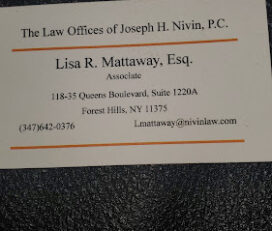 The Law Offices of Joseph H. Nivin, P.C.
Lisa R. Mattaway, Esq.
Associate
118-35 Queens Boulevard, Suite 1220A
Forest Hills, NY 11375
(347)642-0376 Lmattaway@nivinlaw.com